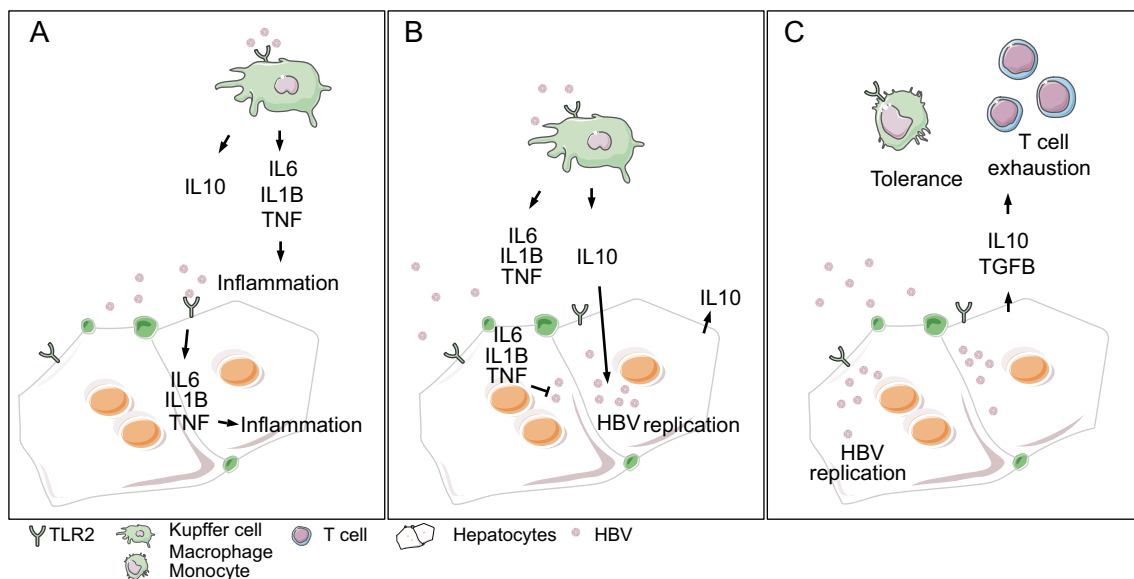 A
IL10
IL6
IL1B
TNF
Inflammation
IL6
IL1B
TNF
Inflammation
B
IL6
IL1B
TNF
IL10
IL10
IL6
IL1B
TNF
HBV replication
C
Tolerance
T cell
exhaustion
IL10
TGFB
HBV
replication
TLR2
Kupffer cell
Macrophage
Monocyte
T cell
Hepatocytes
HBV